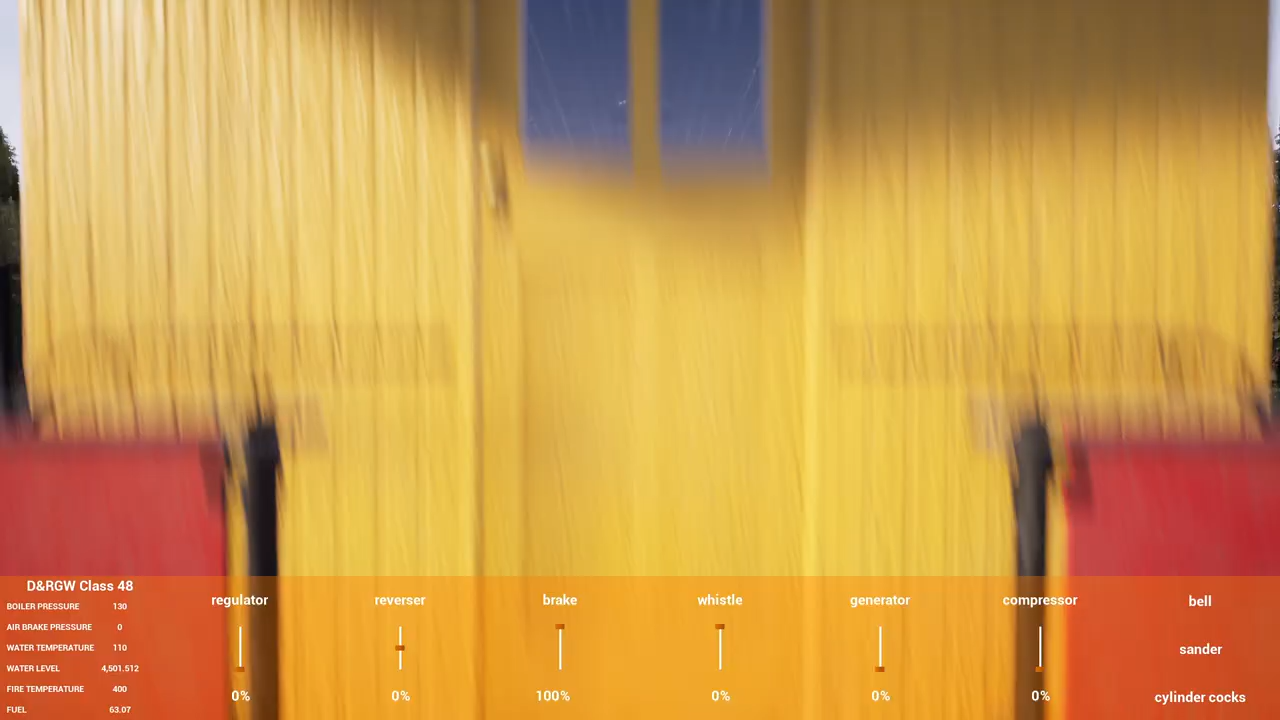 D&RGW Class 48
BOILER PRESSURE 130
AIR BRAKE PRESSURE 0
WATER TEMPERATURE 110
WATER LEVEL 4,501.512
FIRE TEMPERATURE 400
FUEL 63.07
regulator
0%
reverser
0%
brake
100%
whistle
0%
generator
0%
compressor
0%
bell
sander
cylinder cocks